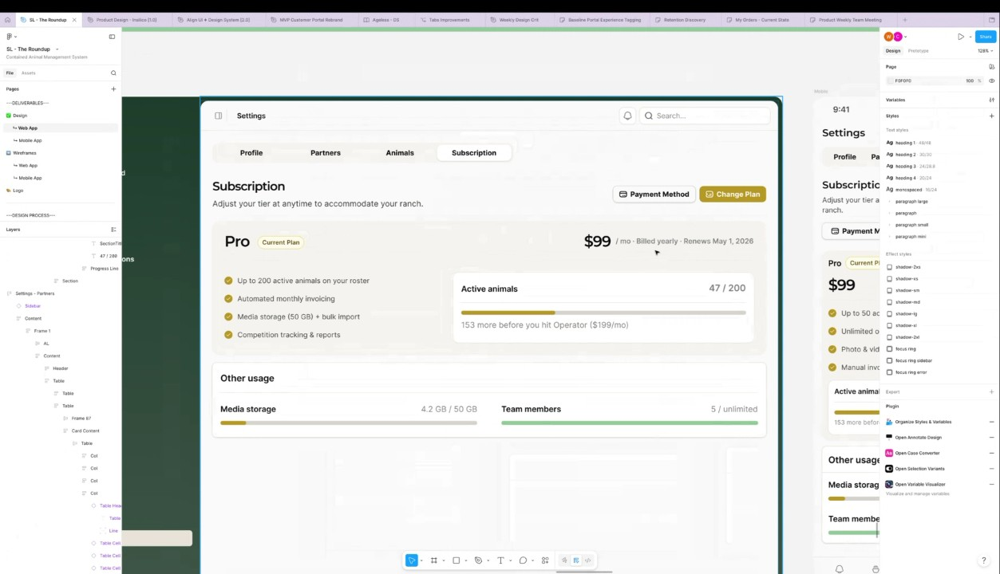 SL - The Roundup
Product Design - Insilico [1.0]
Align UI + Design System [2.0]
MVP Customer Portal Rebrand
Ageless - DS
Tabs Improvements
Weekly Design Crit
Baseline Portal Experience Tagging
Retention Discovery
My Orders - Current State
Product Weekly Team Meeting
SL - The Roundup
Contained Animal Management System
File Assets
Pages
---DELIVERABLES---
Design
Web App
Mobile App
Wireframes
Web App
Mobile App
Logo
---DESIGN PROCESS---
Layers
SectionTitl
47 / 200
Progress Line
Section
Settings - Partners
Sidebar
Content
Frame 1
AL
Content
Header
Table
Table
Table
Frame 87
Card Content
Table
Col
Col
Col
Col
Table Head
Table
Line
Table Cell
Table Cell
Table Cell
d
ons
Settings
Search...
Profile Partners Animals Subscription
Subscription
Adjust your tier at anytime to accommodate your ranch.
Payment Method
Change Plan
Pro Current Plan
$99 / mo · Billed yearly · Renews May 1, 2026
Up to 200 active animals on your roster
Automated monthly invoicing
Media storage (50 GB) + bulk import
Competition tracking & reports
Active animals 47 / 200
153 more before you hit Operator ($199/mo)
Other usage
Media storage 4.2 GB / 50 GB
Team members 5 / unlimited
Mobile
9:41
Settings
Profile Pa
Subscriptio
Adjust your tier a
ranch.
Payment M
Pro Current Pl
$99
Up to 50 ac
Unlimited o
Photo & vid
Manual invo
Active animal
153 more befor
Other usage
Media storag
Team membe
W C
Share
Design Prototype 128%
Page
F0F0F0 100 %
Variables
Styles
Text styles
Ag heading 1 · 48/48
Ag heading 2 · 30/30
Ag heading 3 · 24/28.8
Ag heading 4 · 20/24
Ag monospaced · 16/24
paragraph large
paragraph
paragraph small
paragraph mini
Effect styles
shadow-2xs
shadow-xs
shadow-sm
shadow-md
shadow-lg
shadow-xl
shadow-2xl
focus ring
focus ring sidebar
focus ring error
Export
Plugin
Organize Styles & Variables
Open Annotate Design
Aa Open Case Converter
Open Selection Variants
Open Variable Visualizer
Visualize and manage variables
?